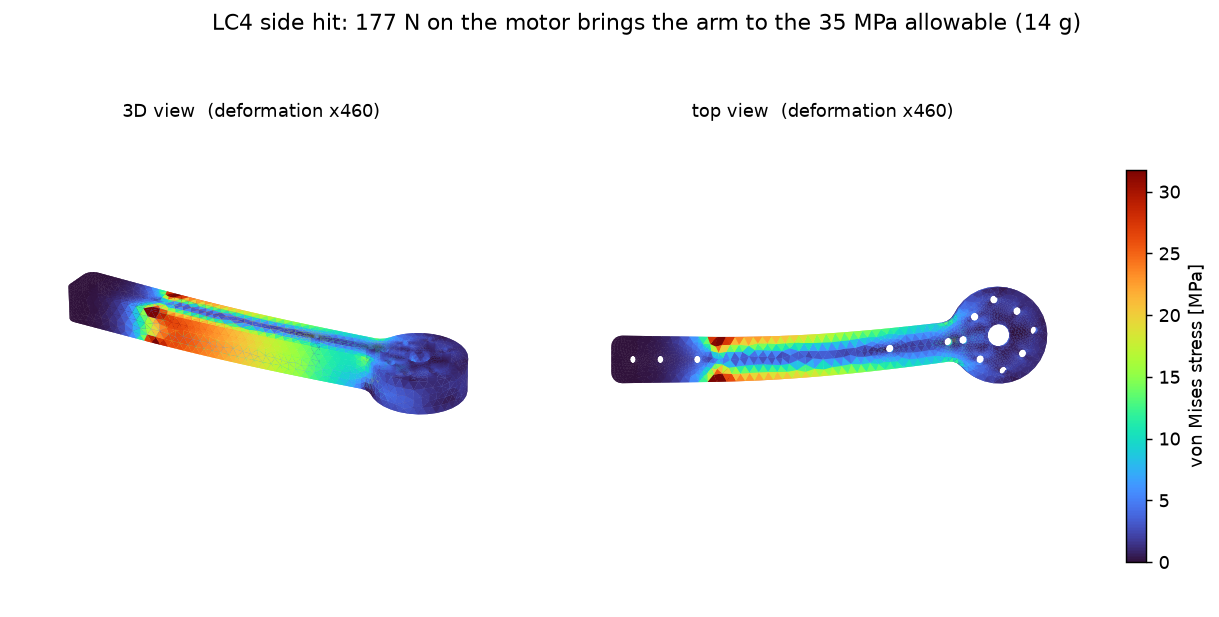 LC4 side hit: 177 N on the motor brings the arm to the 35 MPa allowable (14 g)
3D view  (deformation x460)
top view  (deformation x460)
30
25
20
15
10
5
0
von Mises stress [MPa]